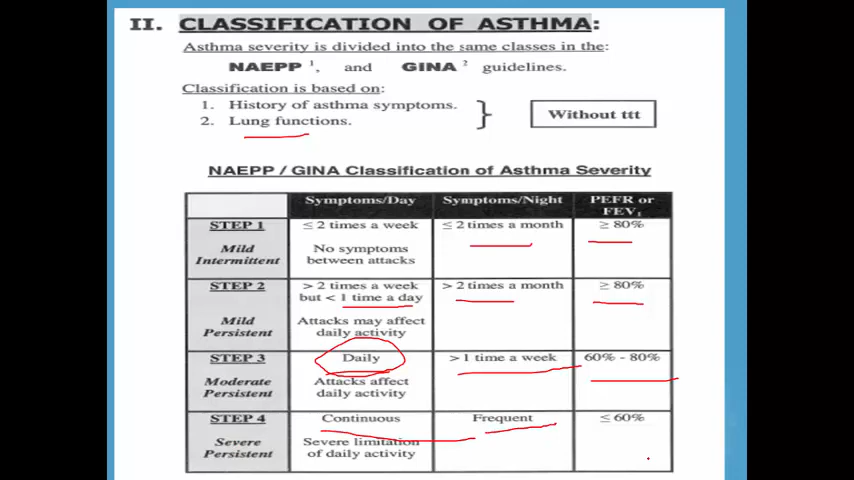 II. CLASSIFICATION OF ASTHMA:
Asthma severity is divided into the same classes in the:
NAEPP 1, and GINA 2 guidelines.
Classification is based on:
1. History of asthma symptoms.
2. Lung functions.
}
Without ttt
NAEPP / GINA Classification of Asthma Severity
Symptoms/Day Symptoms/Night PEFR or
FEV1
STEP 1 ≤ 2 times a week ≤ 2 times a month ≥ 80%
Mild No symptoms
Intermittent between attacks
STEP 2 > 2 times a week > 2 times a month ≥ 80%
but < 1 time a day
Mild Attacks may affect
Persistent daily activity
STEP 3 Daily > 1 time a week 60% - 80%
Moderate Attacks affect
Persistent daily activity
STEP 4 Continuous Frequent ≤ 60%
Severe Severe limitation
Persistent of daily activity